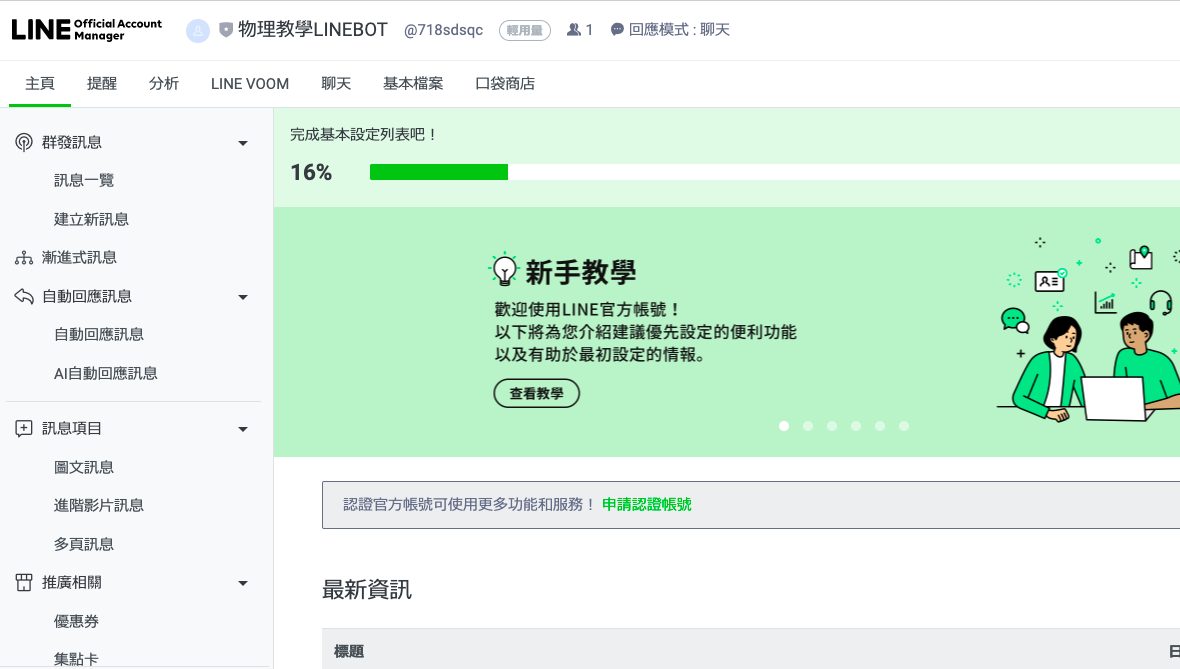 LINE Official Account Manager
物理教學LINEBOT @718sdsqc 輕用量 1 回應模式 : 聊天
主頁 提醒 分析 LINE VOOM 聊天 基本檔案 口袋商店
群發訊息
訊息一覽
建立新訊息
漸進式訊息
自動回應訊息
自動回應訊息
AI自動回應訊息
訊息項目
圖文訊息
進階影片訊息
多頁訊息
推廣相關
優惠券
集點卡
完成基本設定列表吧！
16%
新手教學
歡迎使用LINE官方帳號！
以下將為您介紹建議優先設定的便利功能
以及有助於最初設定的情報。
查看教學
認證官方帳號可使用更多功能和服務！ 申請認證帳號
最新資訊
標題